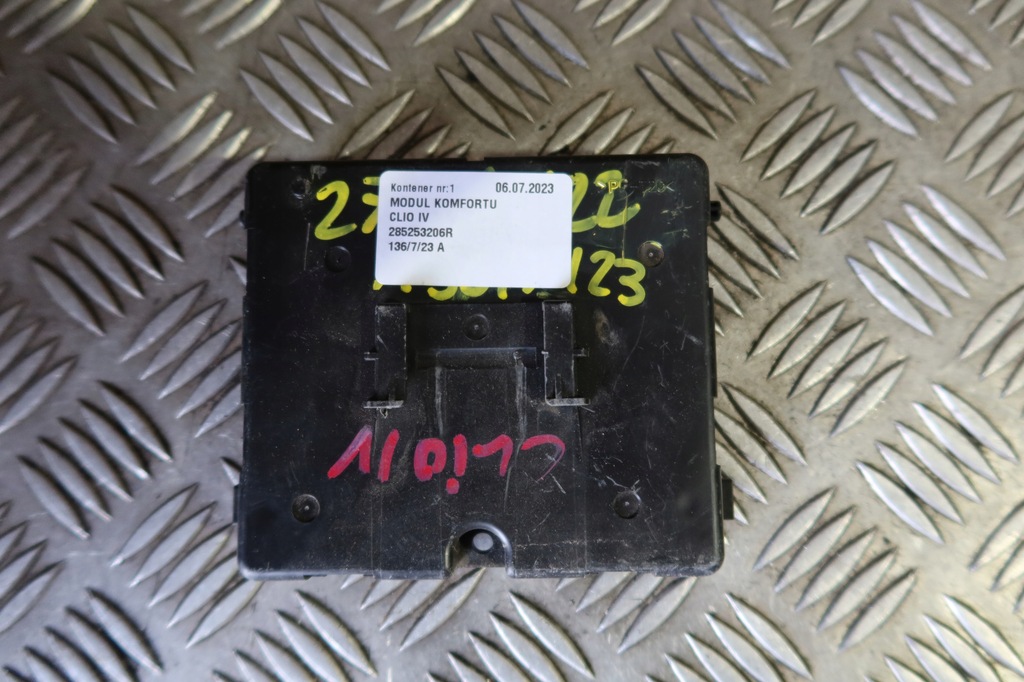 Kontener nr:1 06.07.2023
MODUL KOMFORTU
CLIO IV
285253206R
136/7/23 A
CLIO IV